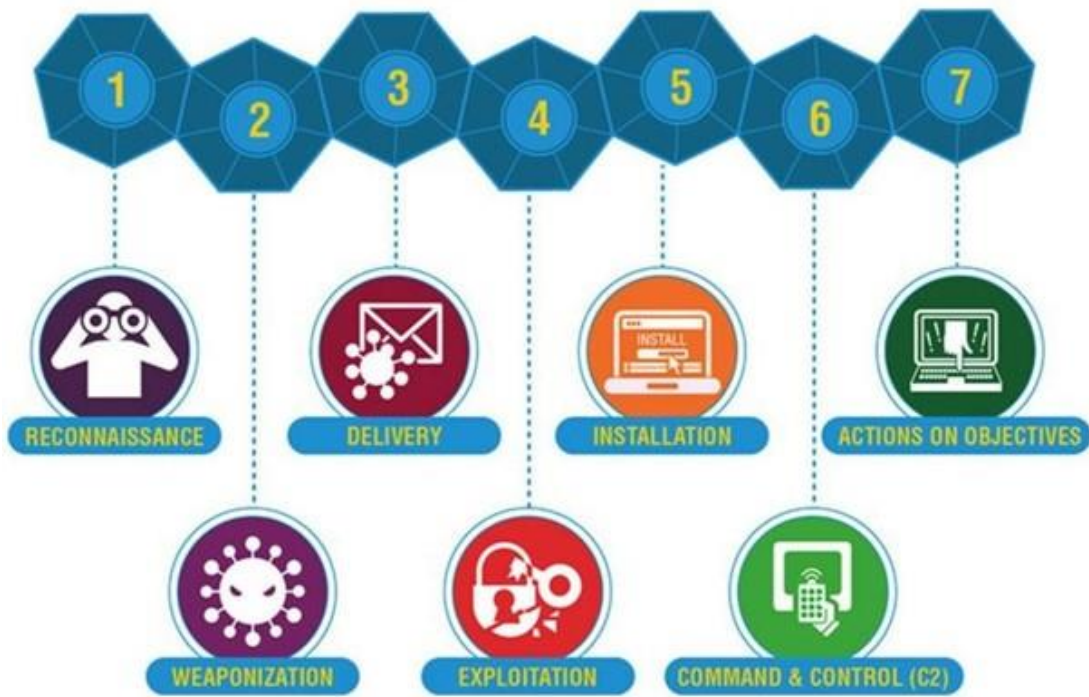 1
2
3
4
5
6
7
INSTALL
RECONNAISSANCE
DELIVERY
INSTALLATION
ACTIONS ON OBJECTIVES
WEAPONIZATION
EXPLOITATION
COMMAND & CONTROL (C2)